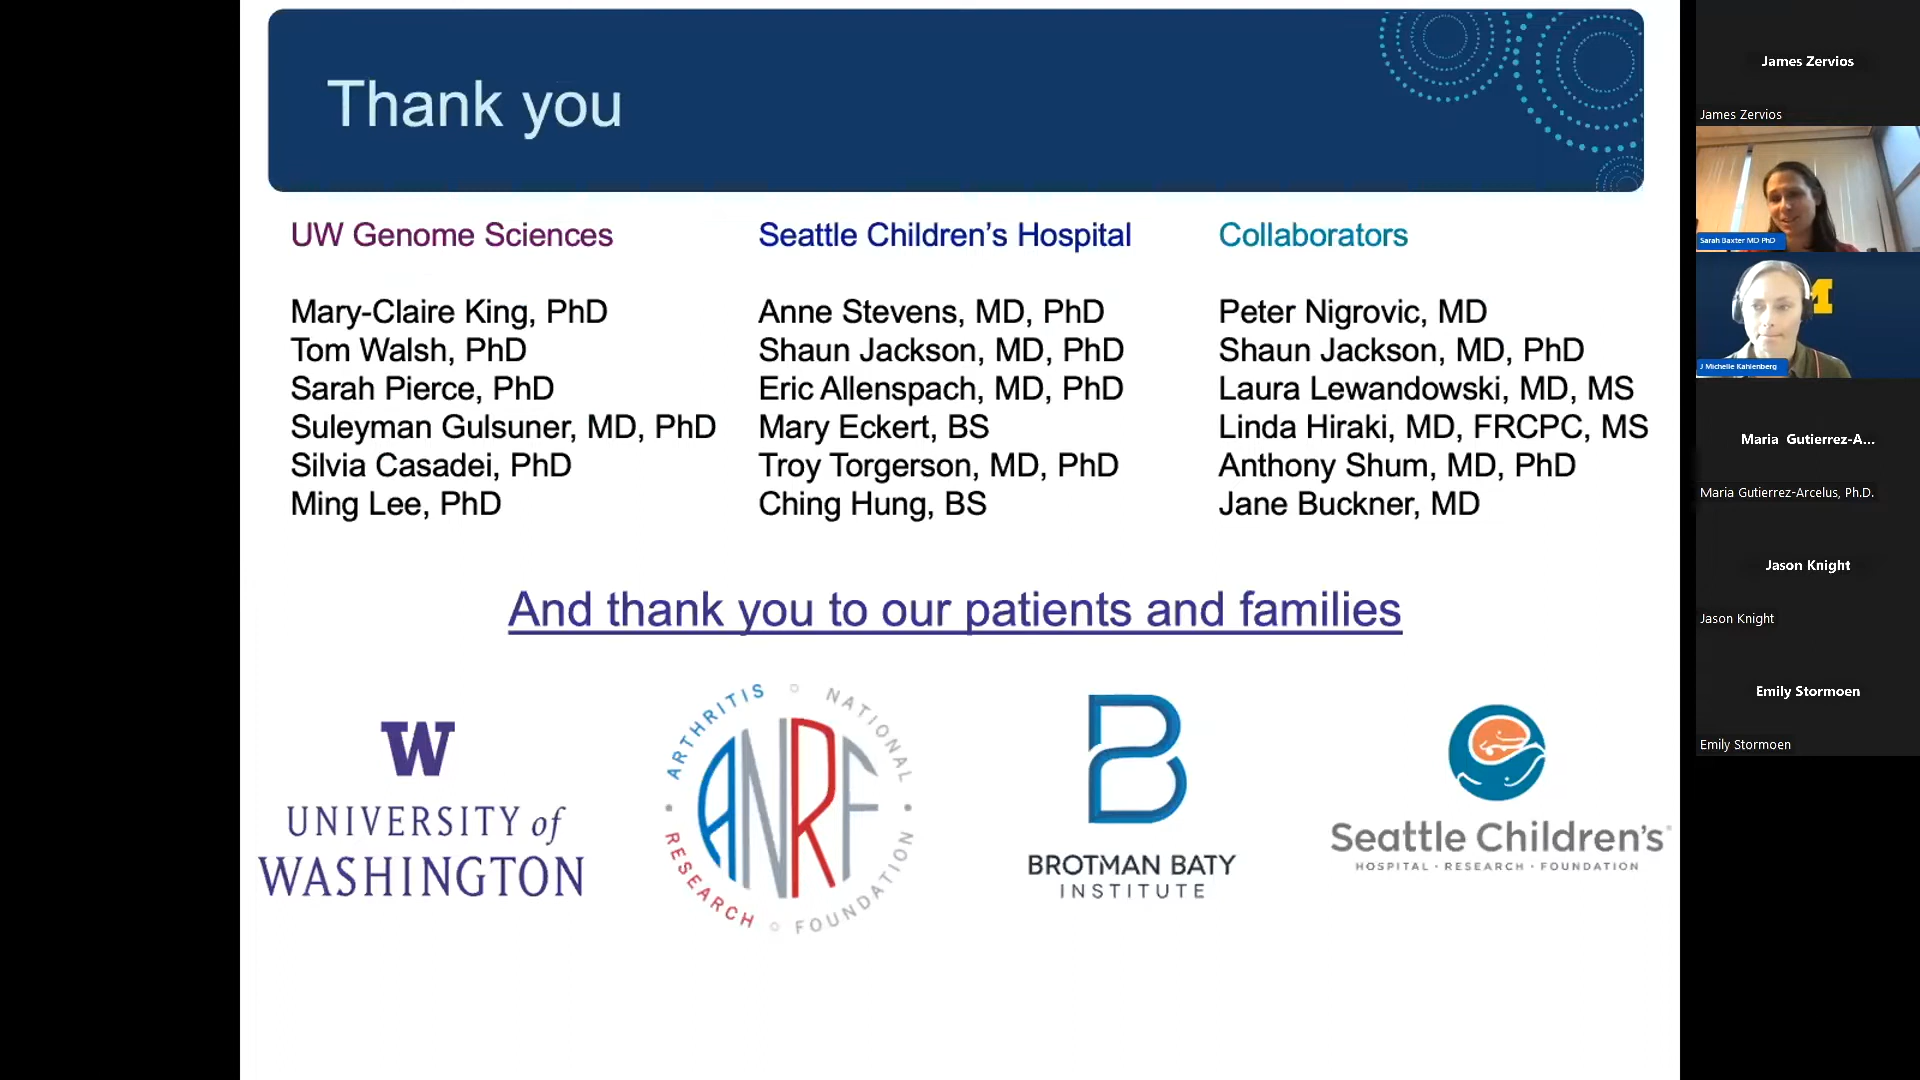 Thank you
UW Genome Sciences
Mary-Claire King, PhD
Tom Walsh, PhD
Sarah Pierce, PhD
Suleyman Gulsuner, MD, PhD
Silvia Casadei, PhD
Ming Lee, PhD
Seattle Children's Hospital
Anne Stevens, MD, PhD
Shaun Jackson, MD, PhD
Eric Allenspach, MD, PhD
Mary Eckert, BS
Troy Torgerson, MD, PhD
Ching Hung, BS
Collaborators
Peter Nigrovic, MD
Shaun Jackson, MD, PhD
Laura Lewandowski, MD, MS
Linda Hiraki, MD, FRCPC, MS
Anthony Shum, MD, PhD
Jane Buckner, MD
And thank you to our patients and families
W
UNIVERSITY of
WASHINGTON
ARTHRITIS NATIONAL
ANRF
RESEARCH FOUNDATION
B
BROTMAN BATY
INSTITUTE
Seattle Children's®
HOSPITAL · RESEARCH · FOUNDATION
James Zervios
James Zervios
Sarah Baxter MD PhD
M
J Michelle Kahlenberg
Maria Gutierrez-A...
Maria Gutierrez-Arcelus, Ph.D.
Jason Knight
Jason Knight
Emily Stormoen
Emily Stormoen